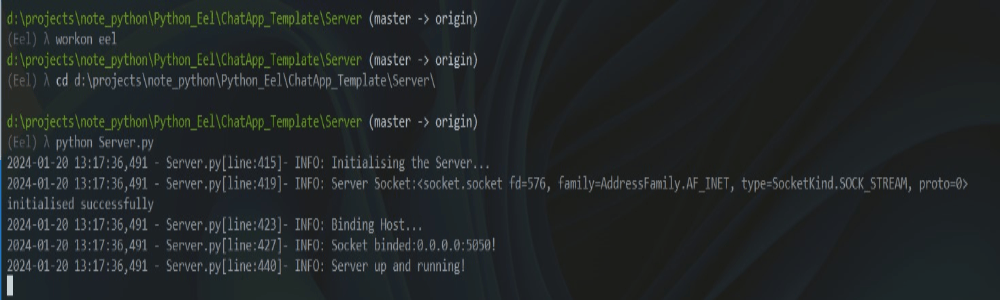 d:\projects\note_python\Python_Eel\ChatApp_Template\Server (master -> origin)
(Eel) λ workon eel
d:\projects\note_python\Python_Eel\ChatApp_Template\Server (master -> origin)
(Eel) λ cd d:\projects\note_python\Python_Eel\ChatApp_Template\Server\
d:\projects\note_python\Python_Eel\ChatApp_Template\Server (master -> origin)
(Eel) λ python Server.py
2024-01-20 13:17:36,491 - Server.py[line:415]- INFO: Initialising the Server...
2024-01-20 13:17:36,491 - Server.py[line:419]- INFO: Server Socket:<socket.socket fd=576, family=AddressFamily.AF_INET, type=SocketKind.SOCK_STREAM, proto=0>
initialised successfully
2024-01-20 13:17:36,491 - Server.py[line:423]- INFO: Binding Host...
2024-01-20 13:17:36,491 - Server.py[line:427]- INFO: Socket binded:0.0.0.0:5050!
2024-01-20 13:17:36,491 - Server.py[line:440]- INFO: Server up and running!